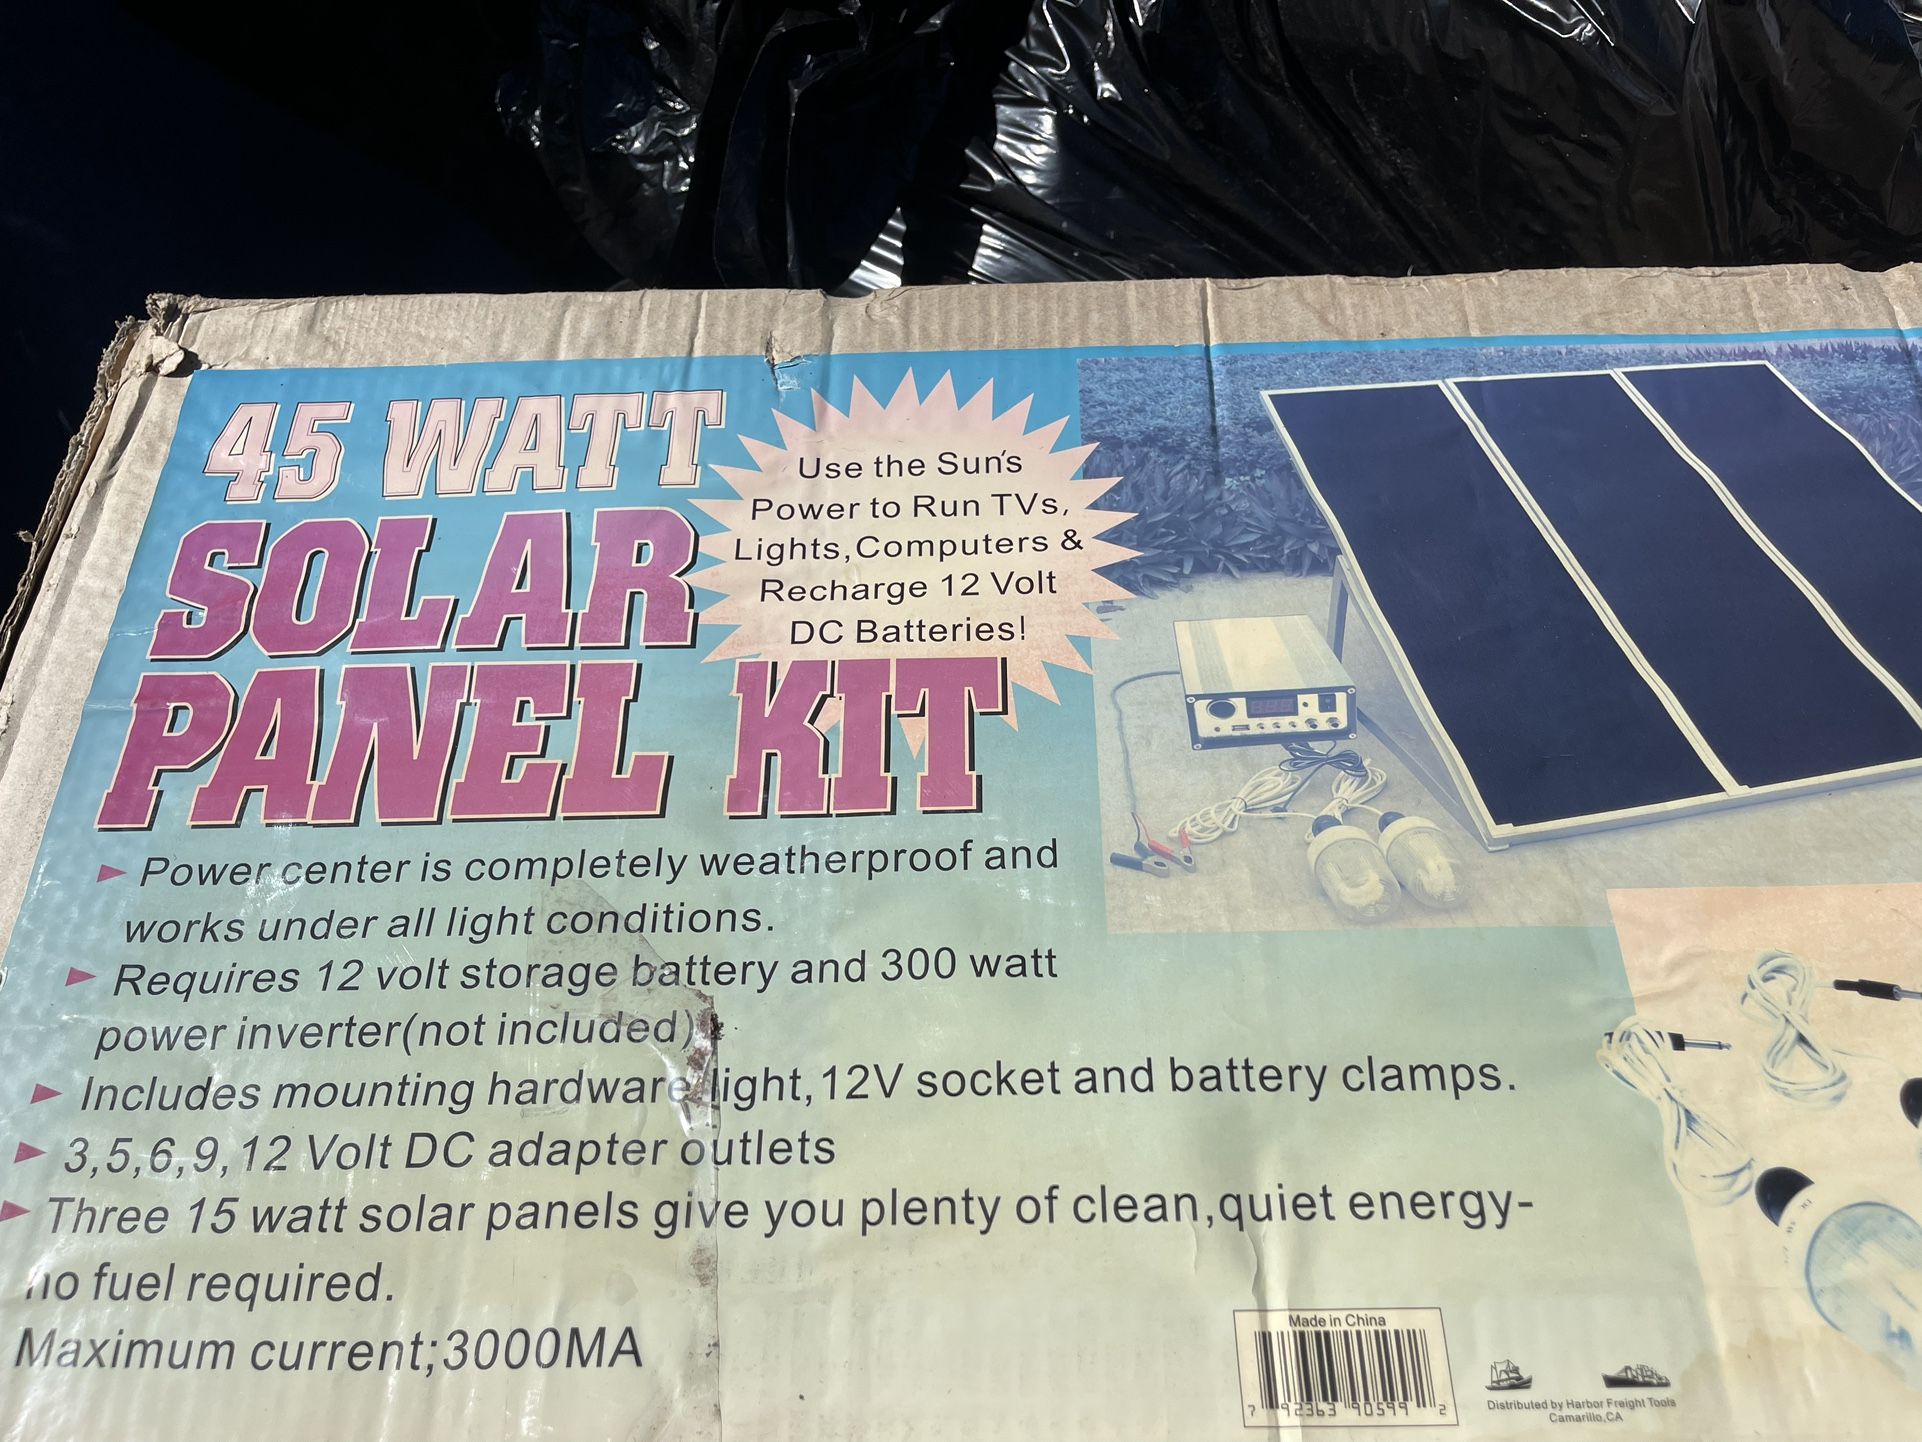 45 WATT
SOLAR
PANEL KIT
Use the Sun's
Power to Run TVs,
Lights,Computers &
Recharge 12 Volt
DC Batteries!
Power center is completely weatherproof and
works under all light conditions.
Requires 12 volt storage battery and 300 watt
power inverter(not included)
Includes mounting hardware light,12V socket and battery clamps.
3,5,6,9,12 Volt DC adapter outlets
Three 15 watt solar panels give you plenty of clean,quiet energy-
no fuel required.
Maximum current;3000MA
Made in China
7 92363 90599 2
Distributed by Harbor Freight Tools
Camarillo,CA